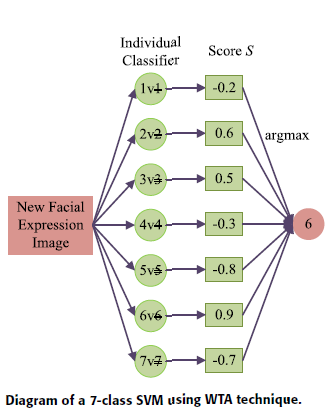 Individual
Classifier
Score S
1v1̶
-0.2
2v2̶
0.6
argmax
3v3̶
0.5
New Facial
Expression
Image
4v4̶
-0.3
6
5v5̶
-0.8
6v6̶
0.9
7v7̶
-0.7
Diagram of a 7-class SVM using WTA technique.